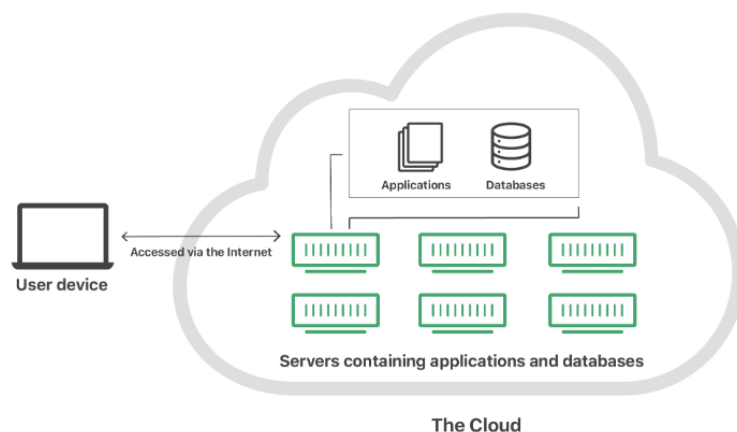 Applications
Databases
Accessed via the Internet
User device
Servers containing applications and databases
The Cloud